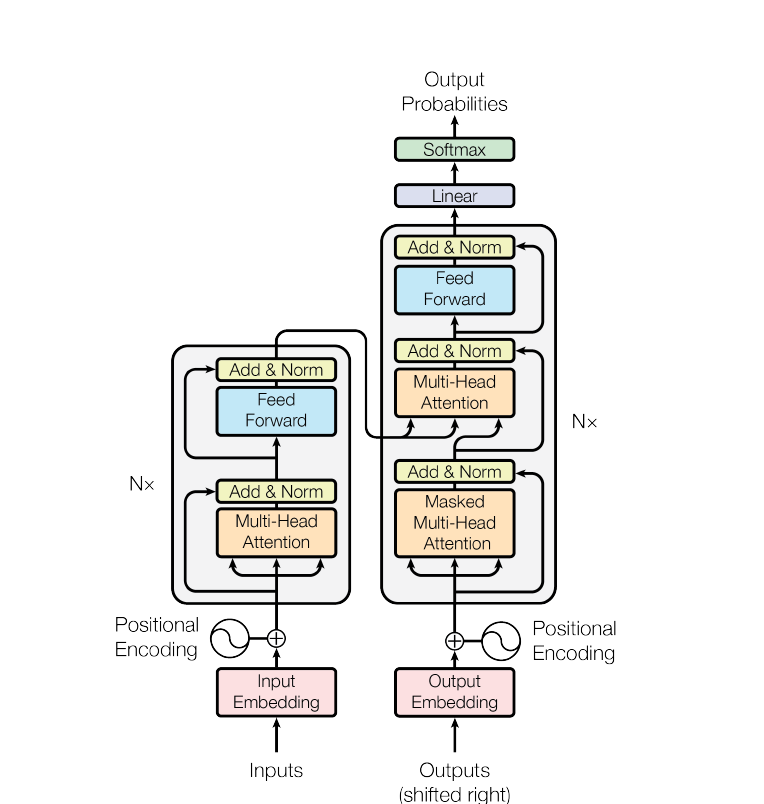 Output
Probabilities
Softmax
Linear
Add & Norm
Feed
Forward
Add & Norm
Multi-Head
Attention
Add & Norm
Masked
Multi-Head
Attention
N×
Add & Norm
Feed
Forward
Add & Norm
Multi-Head
Attention
N×
Positional
Encoding
Positional
Encoding
Input
Embedding
Output
Embedding
Inputs
Outputs
(shifted right)